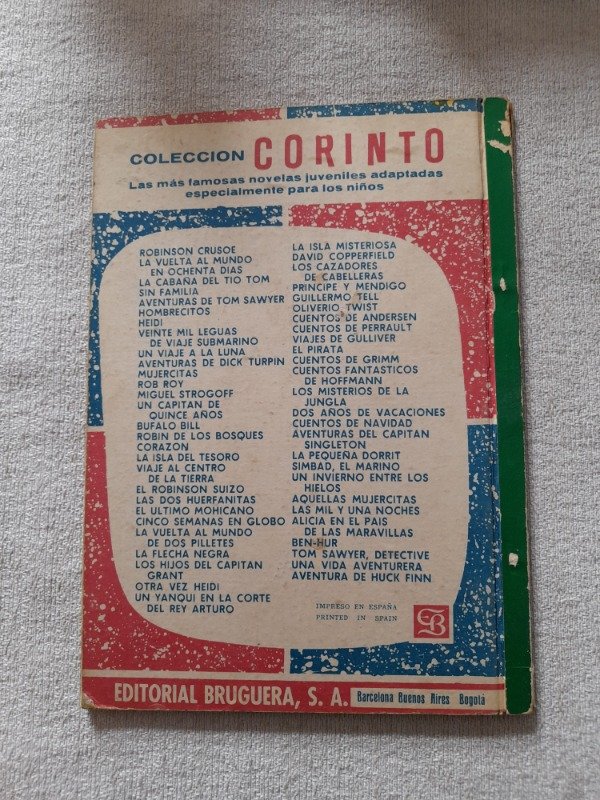 COLECCION CORINTO
Las más famosas novelas juveniles adaptadas
especialmente para los niños
ROBINSON CRUSOE
LA VUELTA AL MUNDO
EN OCHENTA DIAS
LA CABAÑA DEL TIO TOM
SIN FAMILIA
AVENTURAS DE TOM SAWYER
HOMBRECITOS
HEIDI
VEINTE MIL LEGUAS
DE VIAJE SUBMARINO
UN VIAJE A LA LUNA
AVENTURAS DE DICK TURPIN
MUJERCITAS
ROB ROY
MIGUEL STROGOFF
UN CAPITAN DE
QUINCE AÑOS
BUFALO BILL
ROBIN DE LOS BOSQUES
CORAZON
LA ISLA DEL TESORO
VIAJE AL CENTRO
DE LA TIERRA
EL ROBINSON SUIZO
LAS DOS HUERFANITAS
EL ULTIMO MOHICANO
CINCO SEMANAS EN GLOBO
LA VUELTA AL MUNDO
DE DOS PILLETES
LA FLECHA NEGRA
LOS HIJOS DEL CAPITAN
GRANT
OTRA VEZ HEIDI
UN YANQUI EN LA CORTE
DEL REY ARTURO
LA ISLA MISTERIOSA
DAVID COPPERFIELD
LOS CAZADORES
DE CABELLERAS
PRINCIPE Y MENDIGO
GUILLERMO TELL
OLIVERIO TWIST
CUENTOS DE ANDERSEN
CUENTOS DE PERRAULT
VIAJES DE GULLIVER
EL PIRATA
CUENTOS DE GRIMM
CUENTOS FANTASTICOS
DE HOFFMANN
LOS MISTERIOS DE LA
JUNGLA
DOS AÑOS DE VACACIONES
CUENTOS DE NAVIDAD
AVENTURAS DEL CAPITAN
SINGLETON
LA PEQUEÑA DORRIT
SIMBAD, EL MARINO
UN INVIERNO ENTRE LOS
HIELOS
AQUELLAS MUJERCITAS
LAS MIL Y UNA NOCHES
ALICIA EN EL PAIS
DE LAS MARAVILLAS
BEN-HUR
TOM SAWYER, DETECTIVE
UNA VIDA AVENTURERA
AVENTURA DE HUCK FINN
IMPRESO EN ESPAÑA
PRINTED IN SPAIN
EB
EDITORIAL BRUGUERA, S. A. Barcelona Buenos Aires Bogotá